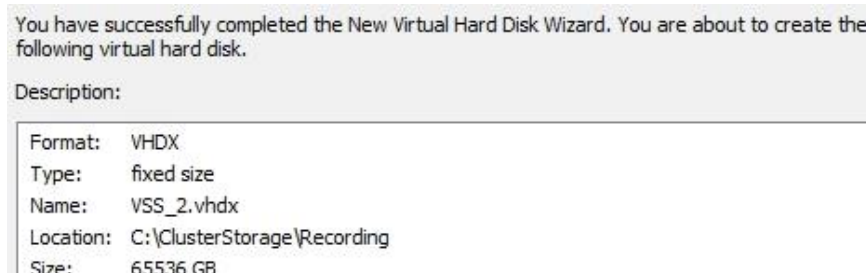 You have successfully completed the New Virtual Hard Disk Wizard. You are about to create the
following virtual hard disk.
Description:
Format: VHDX
Type: fixed size
Name: VSS_2.vhdx
Location: C:\ClusterStorage\Recording
Size: 65536 GB